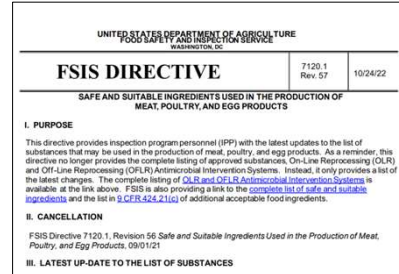 UNITED STATES DEPARTMENT OF AGRICULTURE
FOOD SAFETY AND INSPECTION SERVICE
WASHINGTON, DC
FSIS DIRECTIVE
7120.1
Rev. 57
10/24/22
SAFE AND SUITABLE INGREDIENTS USED IN THE PRODUCTION OF
MEAT, POULTRY, AND EGG PRODUCTS
I. PURPOSE
This directive provides inspection program personnel (IPP) with the latest updates to the list of
substances that may be used in the production of meat, poultry, and egg products. As a reminder, this
directive no longer provides the complete listing of approved substances, On-Line Reprocessing (OLR)
and Off-Line Reprocessing (OFLR) Antimicrobial Intervention Systems. Instead, it only provides a list of
the latest changes. The complete listing of OLR and OFLR Antimicrobial Intervention Systems is
available at the link above. FSIS is also providing a link to the complete list of safe and suitable
ingredients and the list in 9 CFR 424.21(c) of additional acceptable food ingredients.
II. CANCELLATION
FSIS Directive 7120.1, Revision 56 Safe and Suitable Ingredients Used in the Production of Meat,
Poultry, and Egg Products, 09/01/21
III. LATEST UP-DATE TO THE LIST OF SUBSTANCES